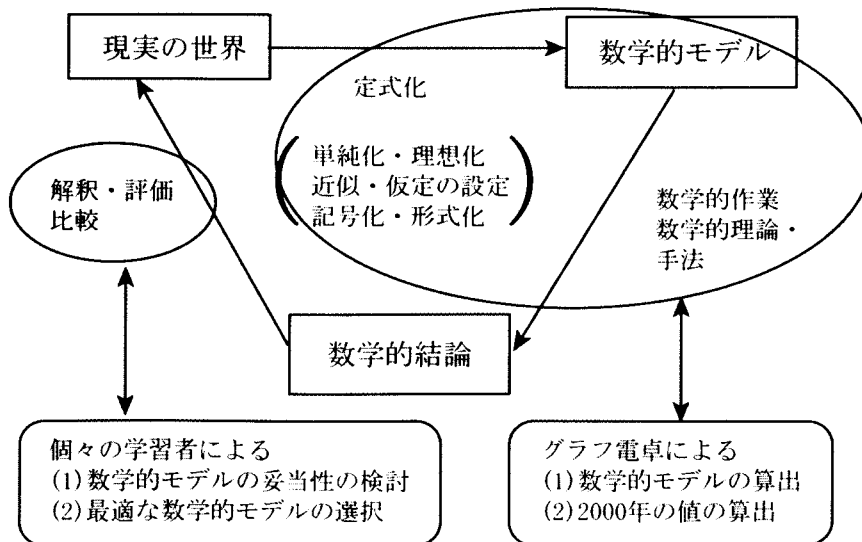 現実の世界
数学的モデル
定式化
単純化・理想化
近似・仮定の設定
記号化・形式化
解釈・評価
比較
数学的作業
数学的理論・
手法
数学的結論
個々の学習者による
(1)数学的モデルの妥当性の検討
(2)最適な数学的モデルの選択
グラフ電卓による
(1)数学的モデルの算出
(2)2000年の値の算出